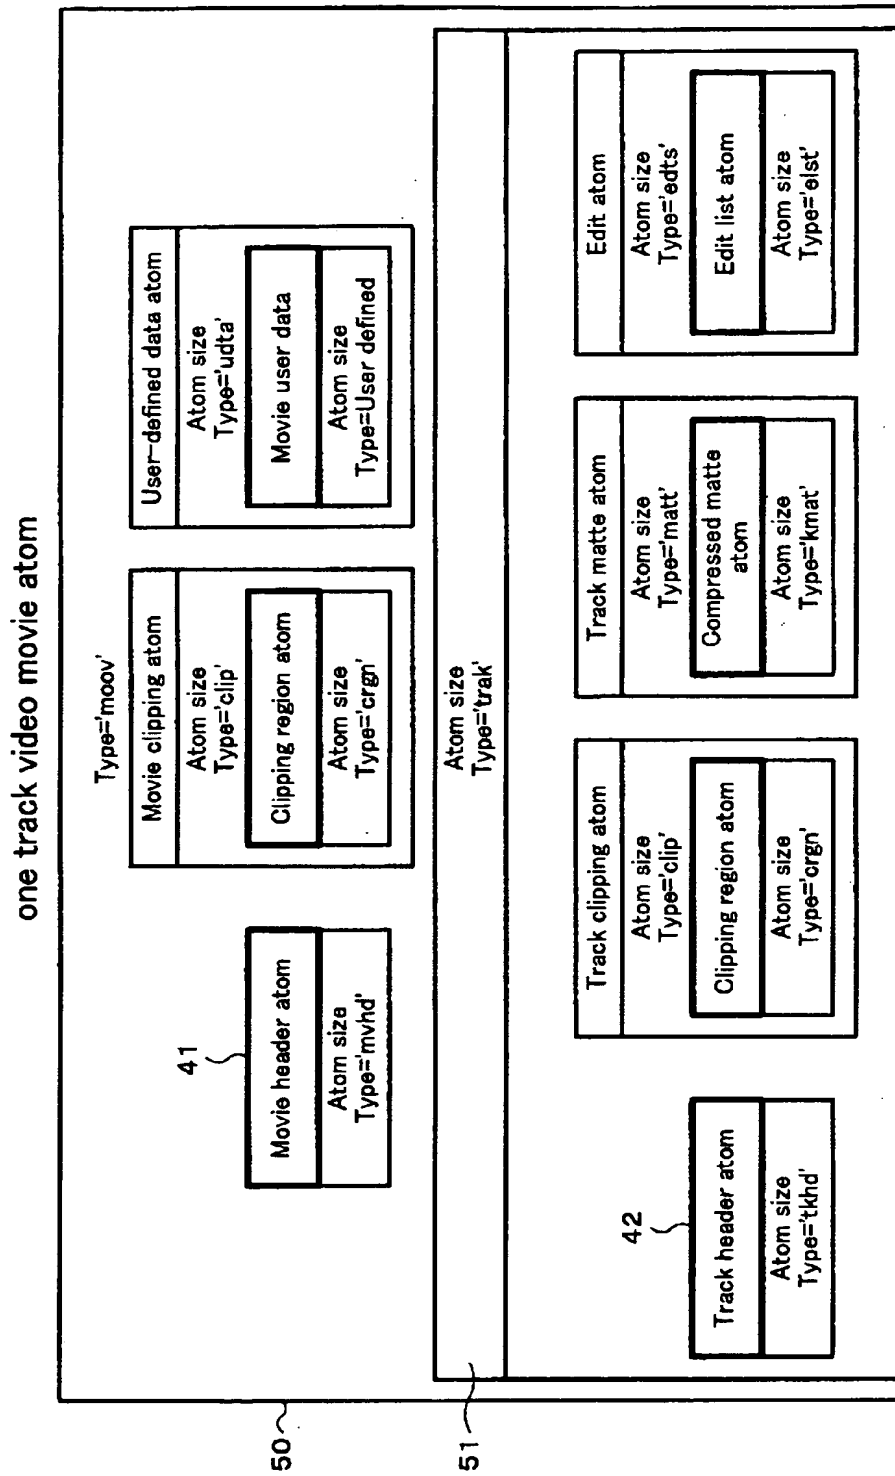 one track video movie atom
Type='moov'
50
41
Movie header atom
Atom size
Type='mvhd'
Movie clipping atom
Atom size
Type='clip'
Clipping region atom
Atom size
Type='crgn'
User-defined data atom
Atom size
Type='udta'
Movie user data
Atom size
Type=User defined
51
Atom size
Type='trak'
42
Track header atom
Atom size
Type='tkhd'
Track clipping atom
Atom size
Type='clip'
Clipping region atom
Atom size
Type='crgn'
Track matte atom
Atom size
Type='matt'
Compressed matte
atom
Atom size
Type='kmat'
Edit atom
Atom size
Type='edts'
Edit list atom
Atom size
Type='elst'